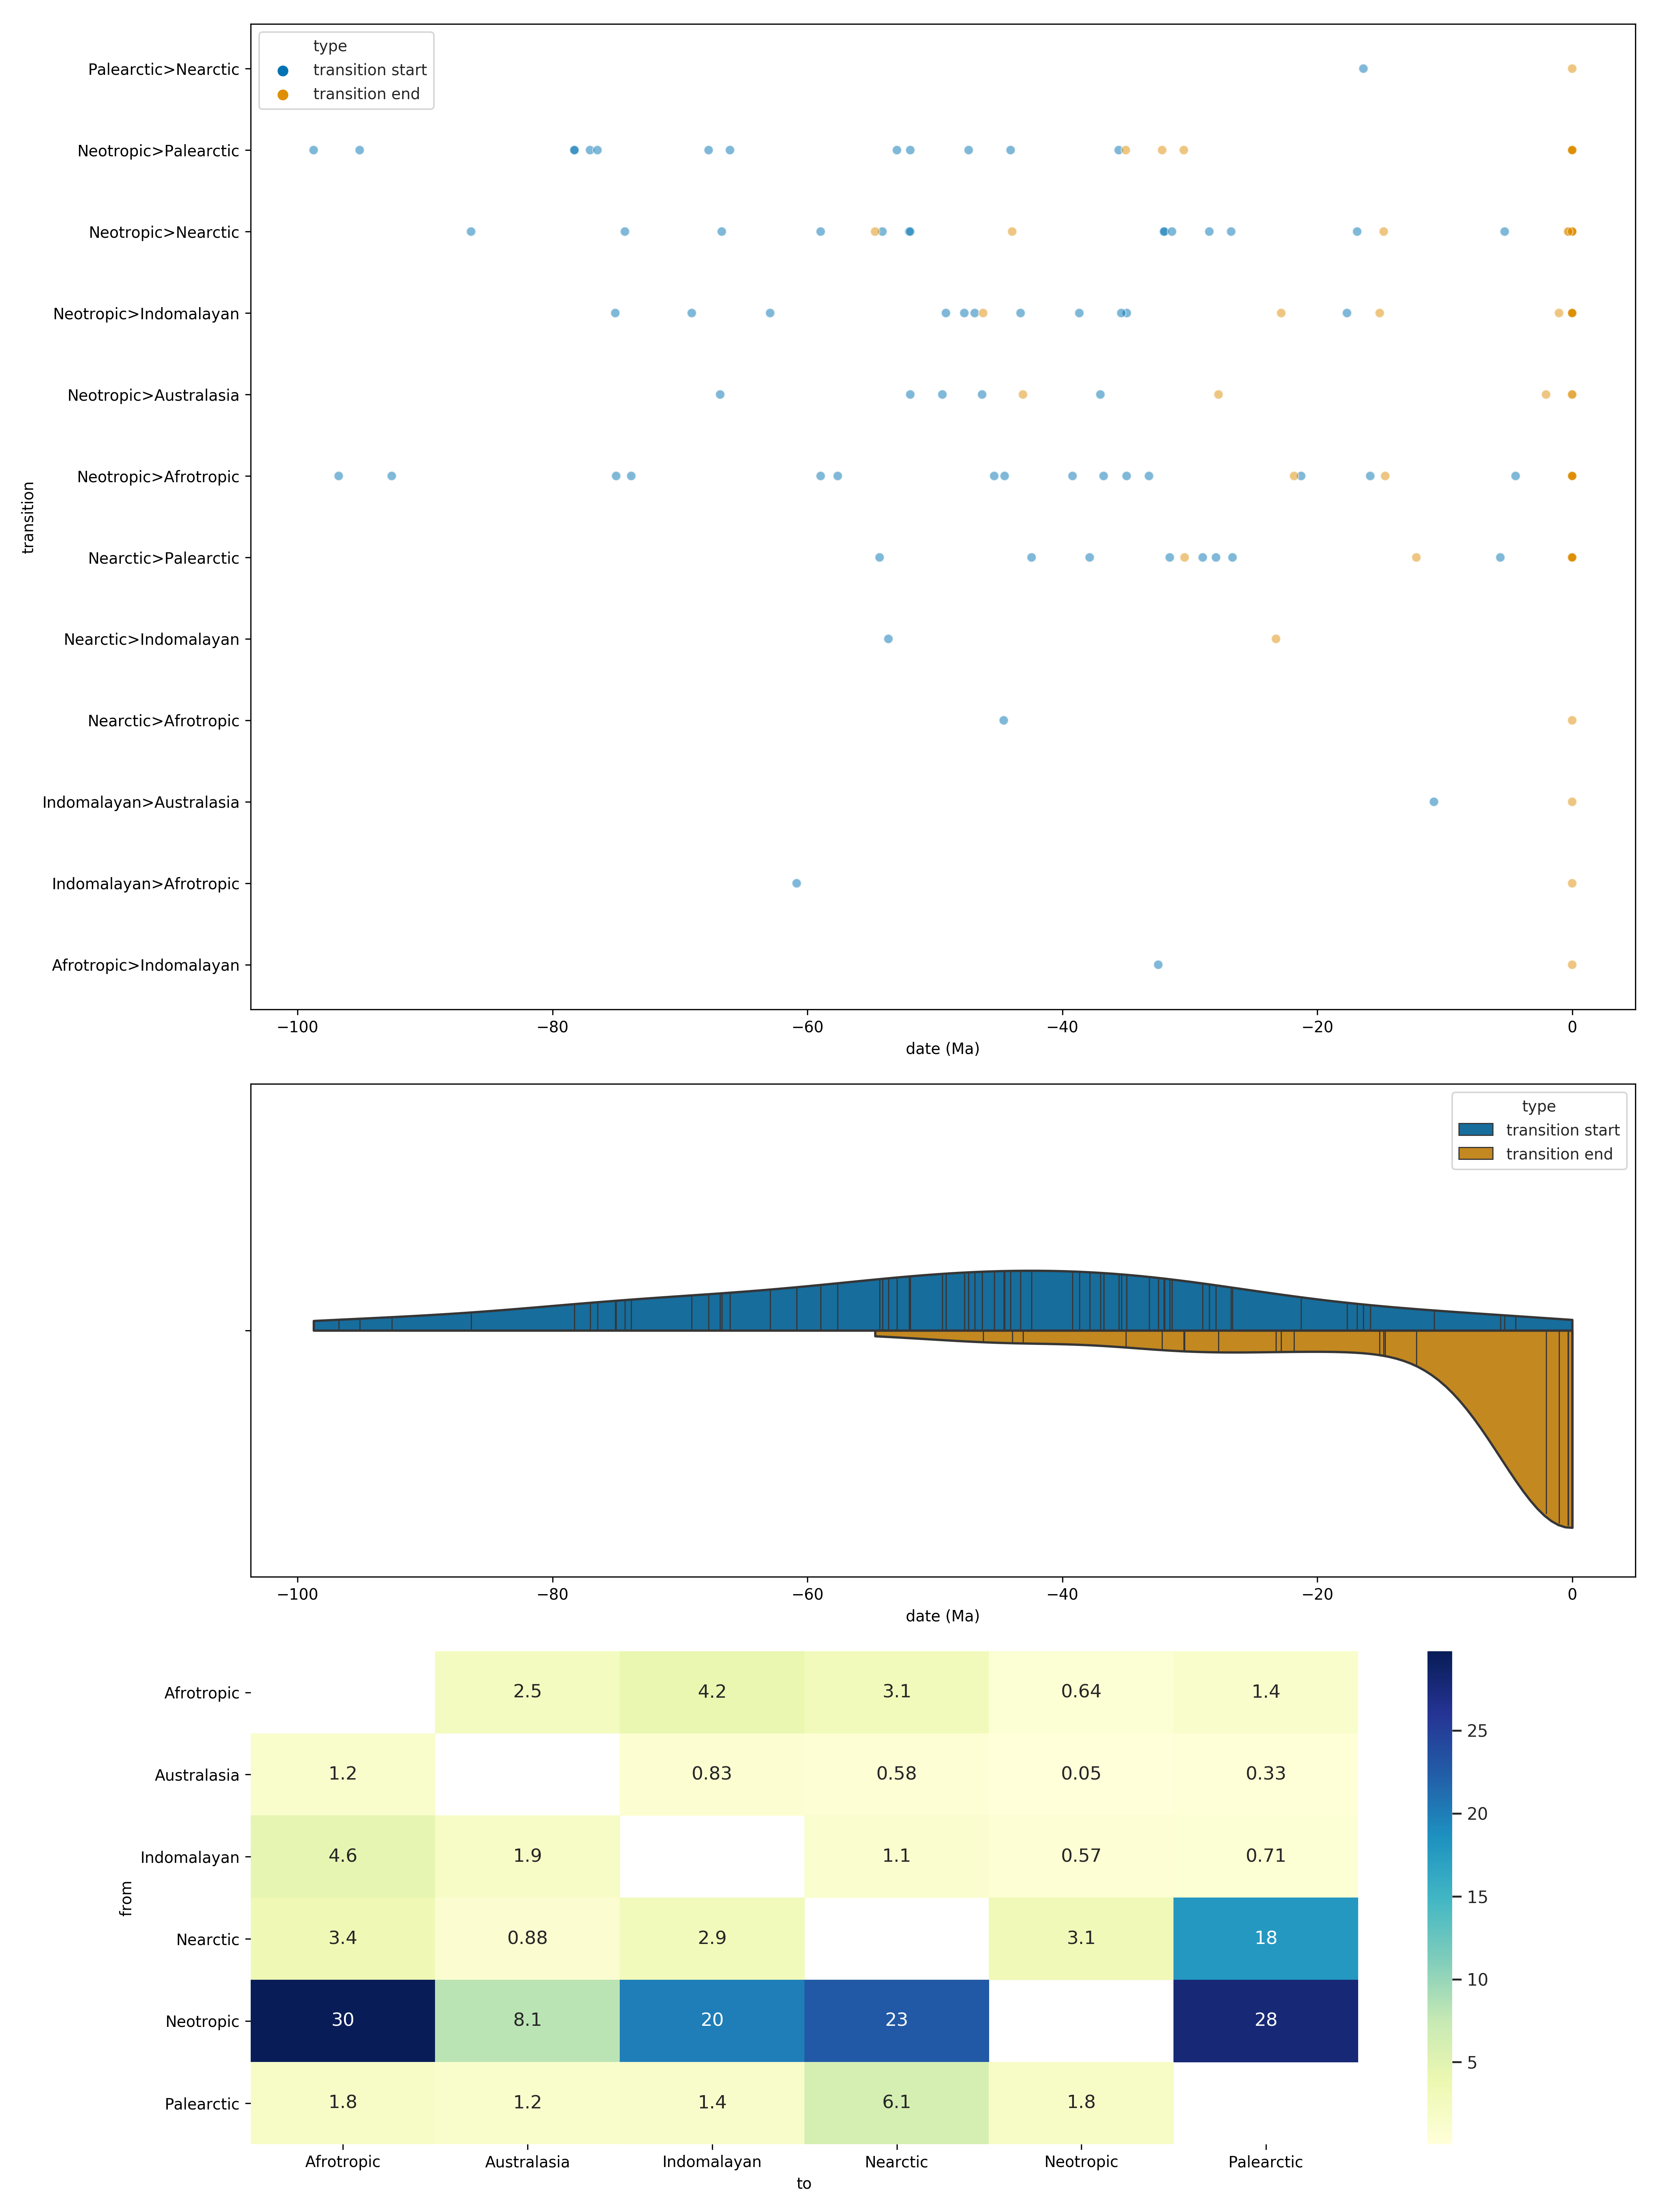 type
transition start
transition end
Palearctic>Nearctic
Neotropic>Palearctic
Neotropic>Nearctic
Neotropic>Indomalayan
Neotropic>Australasia
Neotropic>Afrotropic
Nearctic>Palearctic
Nearctic>Indomalayan
Nearctic>Afrotropic
Indomalayan>Australasia
Indomalayan>Afrotropic
Afrotropic>Indomalayan
transition
−100 −80 −60 −40 −20 0
date (Ma)
type
transition start
transition end
−100 −80 −60 −40 −20 0
date (Ma)
Afrotropic 2.5 4.2 3.1 0.64 1.4
Australasia 1.2 0.83 0.58 0.05 0.33
Indomalayan 4.6 1.9 1.1 0.57 0.71
Nearctic 3.4 0.88 2.9 3.1 18
Neotropic 30 8.1 20 23 28
Palearctic 1.8 1.2 1.4 6.1 1.8
from
Afrotropic Australasia Indomalayan Nearctic Neotropic Palearctic
to
25
20
15
10
5